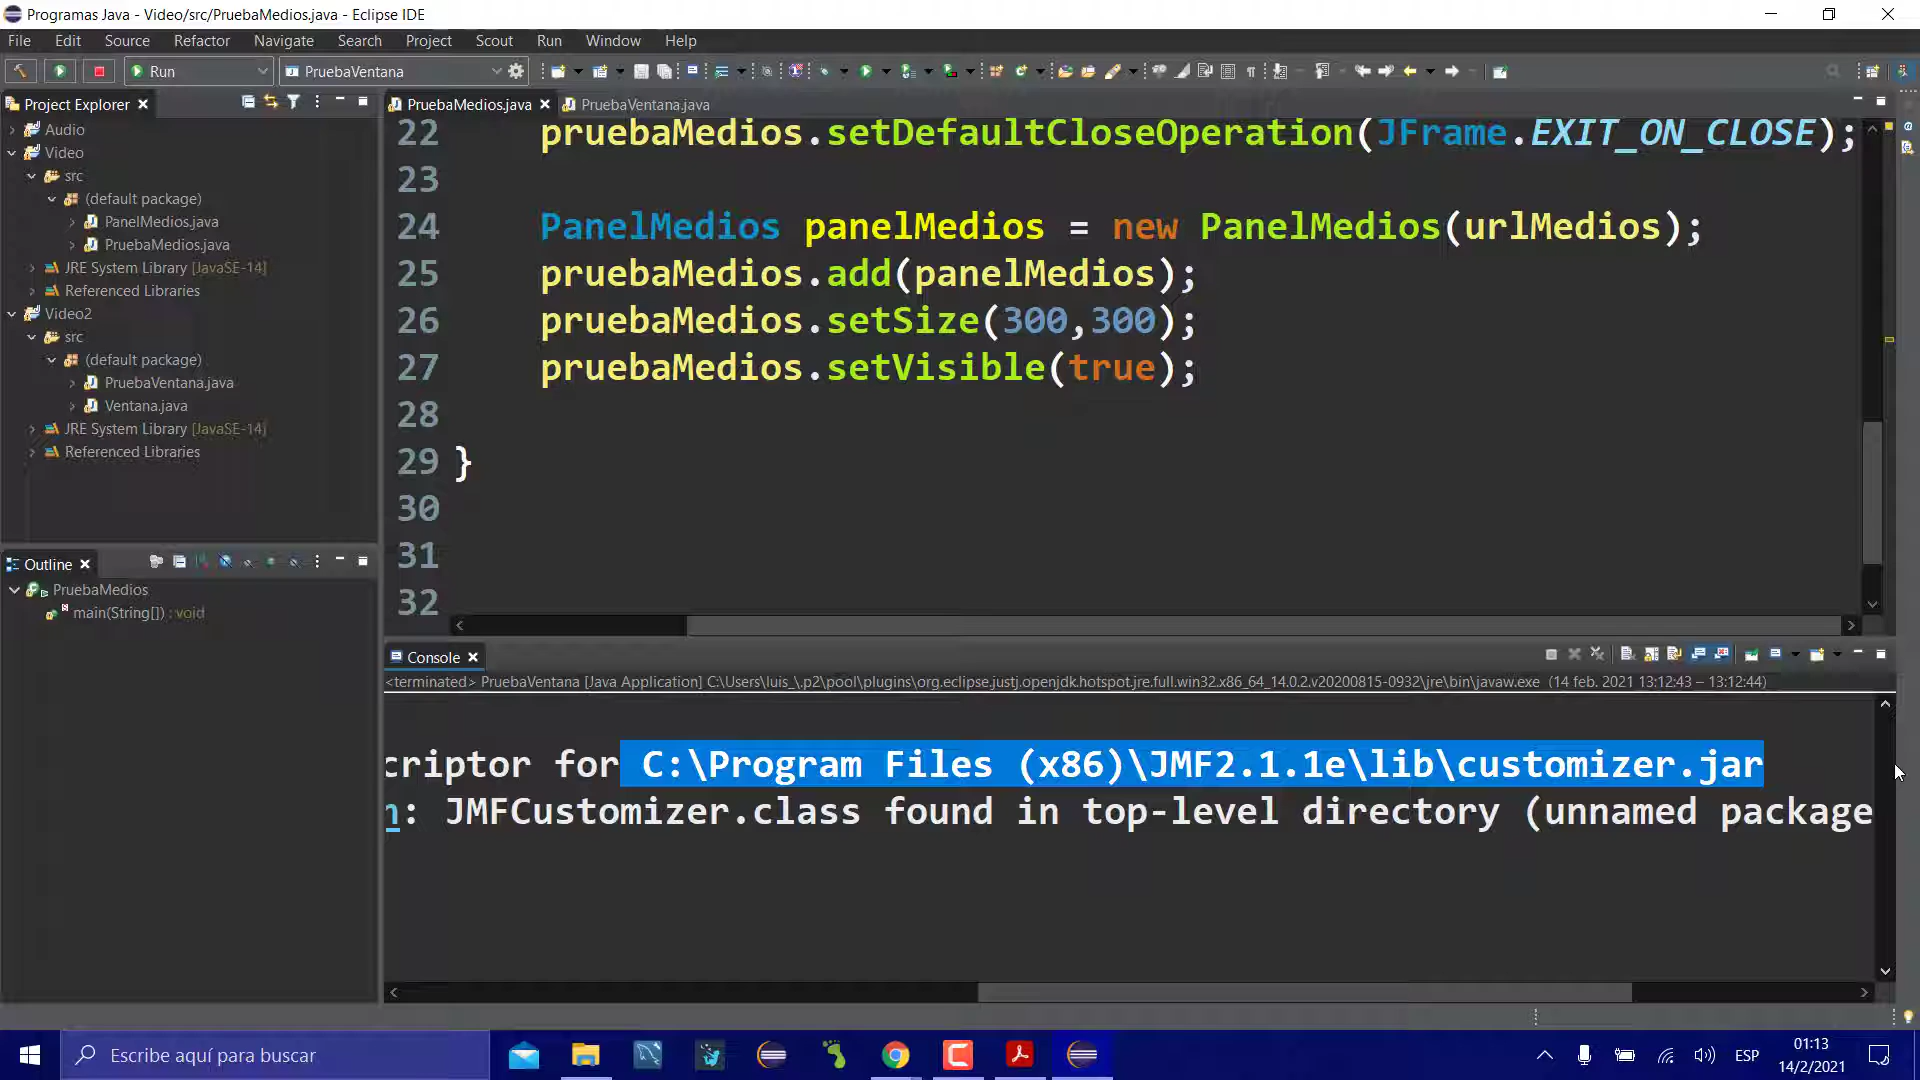 Programas Java - Video/src/PruebaMedios.java - Eclipse IDE
File Edit Source Refactor Navigate Search Project Scout Run Window Help
Run PruebaVentana
Project Explorer
Audio
Video
src
(default package)
PanelMedios.java
PruebaMedios.java
JRE System Library [JavaSE-14]
Referenced Libraries
Video2
src
(default package)
PruebaVentana.java
Ventana.java
JRE System Library [JavaSE-14]
Referenced Libraries
Outline
PruebaMedios
main(String[]) : void
PruebaMedios.java PruebaVentana.java
22 pruebaMedios.setDefaultCloseOperation(JFrame.EXIT_ON_CLOSE);
23
24 PanelMedios panelMedios = new PanelMedios(urlMedios);
25 pruebaMedios.add(panelMedios);
26 pruebaMedios.setSize(300,300);
27 pruebaMedios.setVisible(true);
28
29 }
30
31
32
Console
<terminated> PruebaVentana [Java Application] C:\Users\luis_\.p2\pool\plugins\org.eclipse.justj.openjdk.hotspot.jre.full.win32.x86_64_14.0.2.v20200815-0932\jre\bin\javaw.exe (14 feb. 2021 13:12:43 – 13:12:44)
criptor for C:\Program Files (x86)\JMF2.1.1e\lib\customizer.jar
n: JMFCustomizer.class found in top-level directory (unnamed package
Escribe aquí para buscar
ESP
01:13
14/2/2021